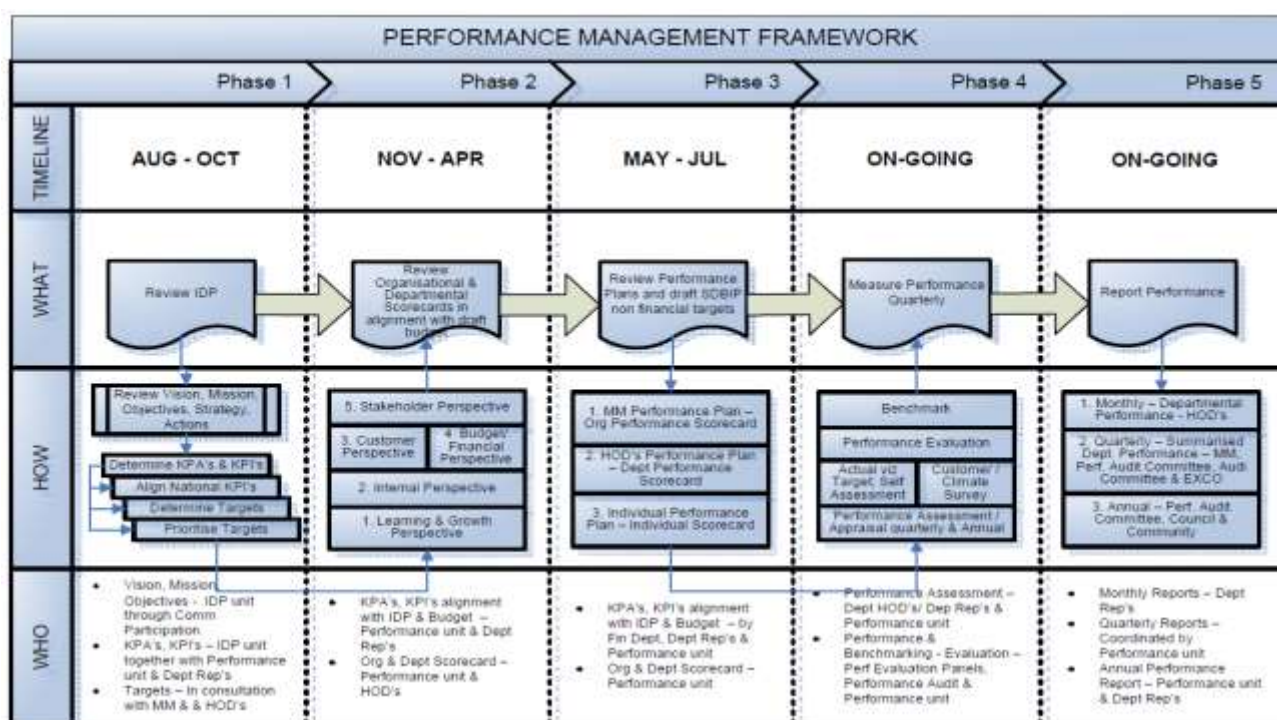 PERFORMANCE MANAGEMENT FRAMEWORK
Phase 1
Phase 2
Phase 3
Phase 4
Phase 5
TIMELINE
AUG - OCT
NOV - APR
MAY - JUL
ON-GOING
ON-GOING
WHAT
Review IDP
Review
Organisational &
Departmental
Scorecards in
alignment with draft
budget
Review Performance
Plans and draft SDBIP
non financial targets
Measure Performance
Quarterly
Report Performance
HOW
Review Vision, Mission,
Objectives, Strategy,
Actions
Determine KPA's & KPI's
Align National KPI's
Determine Targets
Prioritise Targets
5. Stakeholder Perspective
3. Customer
Perspective
4. Budget/
Financial
Perspective
2. Internal Perspective
1. Learning & Growth
Perspective
1. MM Performance Plan –
Org Performance Scorecard
2. HOD's Performance Plan
– Dept Performance
Scorecard
3. Individual Performance
Plan – Individual Scorecard
Benchmark
Performance Evaluation
Actual viz
Target, Self
Assessment
Customer /
Climate
Survey
Performance Assessment /
Appraisal quarterly & Annual
1. Monthly – Departmental
Performance - HOD's
2. Quarterly – Summarised
Dept. Performance – MM,
Perf. Audit Committee, Audi
Committee & EXCO
3. Annual – Perf. Audit.
Committee, Council &
Community
WHO
• Vision, Mission,
Objectives - IDP unit
through Comm
Participation
• KPA's, KPI's – IDP unit
together with Performance
unit & Dept Rep's
• Targets – In consultation
with MM & & HOD's
• KPA's, KPI's alignment
with IDP & Budget –
Performance unit & Dept
Rep's
• Org & Dept Scorecard –
Performance unit &
HOD's
• KPA's, KPI's alignment
with IDP & Budget – by
Fin Dept, Dept Rep's &
Performance unit
• Org & Dept Scorecard –
Performance unit
• Performance Assessment –
Dept HOD's/ Dep Rep's &
Performance unit
• Performance &
Benchmarking - Evaluation –
Perf Evaluation Panels,
Performance Audit &
Performance unit
• Monthly Reports – Dept
Rep's
• Quarterly Reports –
Coordinated by
Performance unit
• Annual Performance
Report – Performance unit
& Dept Rep's